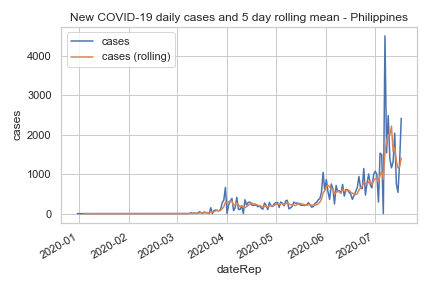 New COVID-19 daily cases and 5 day rolling mean - Philippines
cases
cases (rolling)
4000
3000
2000
1000
0
cases
2020-01
2020-02
2020-03
2020-04
2020-05
2020-06
2020-07
dateRep